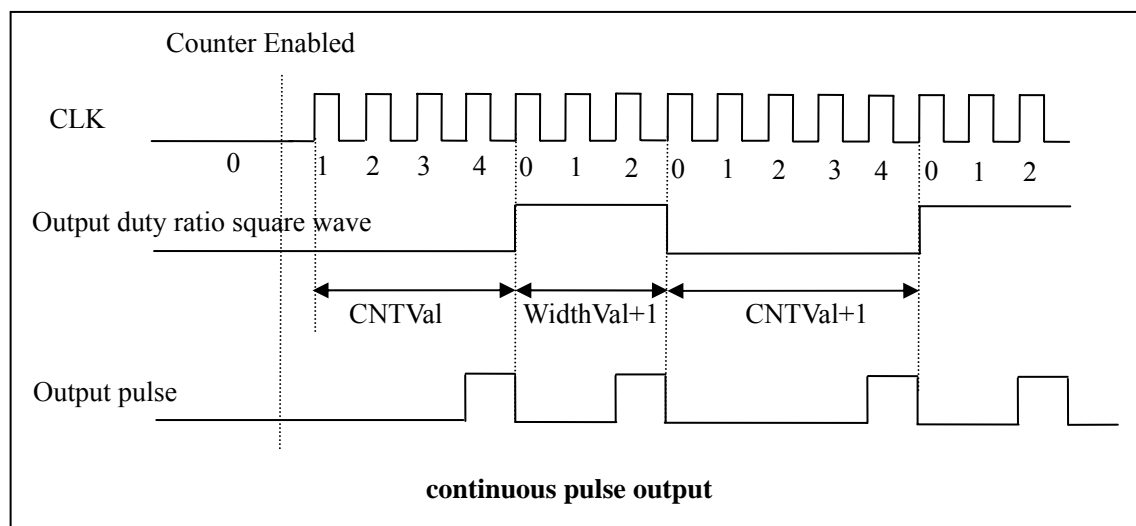 Counter Enabled
CLK
0 1 2 3 4 0 1 2 0 1 2 3 4 0 1 2
Output duty ratio square wave
CNTVal WidthVal+1 CNTVal+1
Output pulse
continuous pulse output